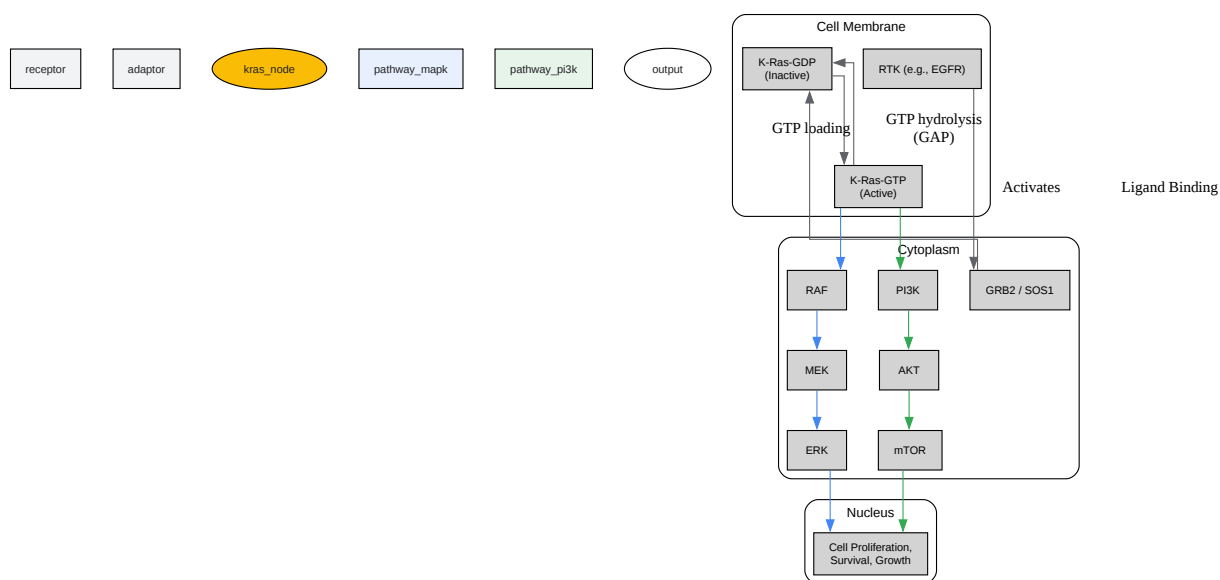 Cell Membrane
receptor
adaptor
kras_node
pathway_mapk
pathway_pi3k
output
K-Ras-GDP
(Inactive)
RTK (e.g., EGFR)
GTP loading
GTP hydrolysis
(GAP)
K-Ras-GTP
(Active)
Activates
Ligand Binding
Cytoplasm
RAF
PI3K
GRB2 / SOS1
MEK
AKT
ERK
mTOR
Nucleus
Cell Proliferation,
Survival, Growth